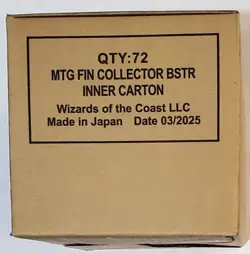 QTY:72
MTG FIN COLLECTOR BSTR
INNER CARTON
Wizards of the Coast LLC
Made in Japan Date 03/2025